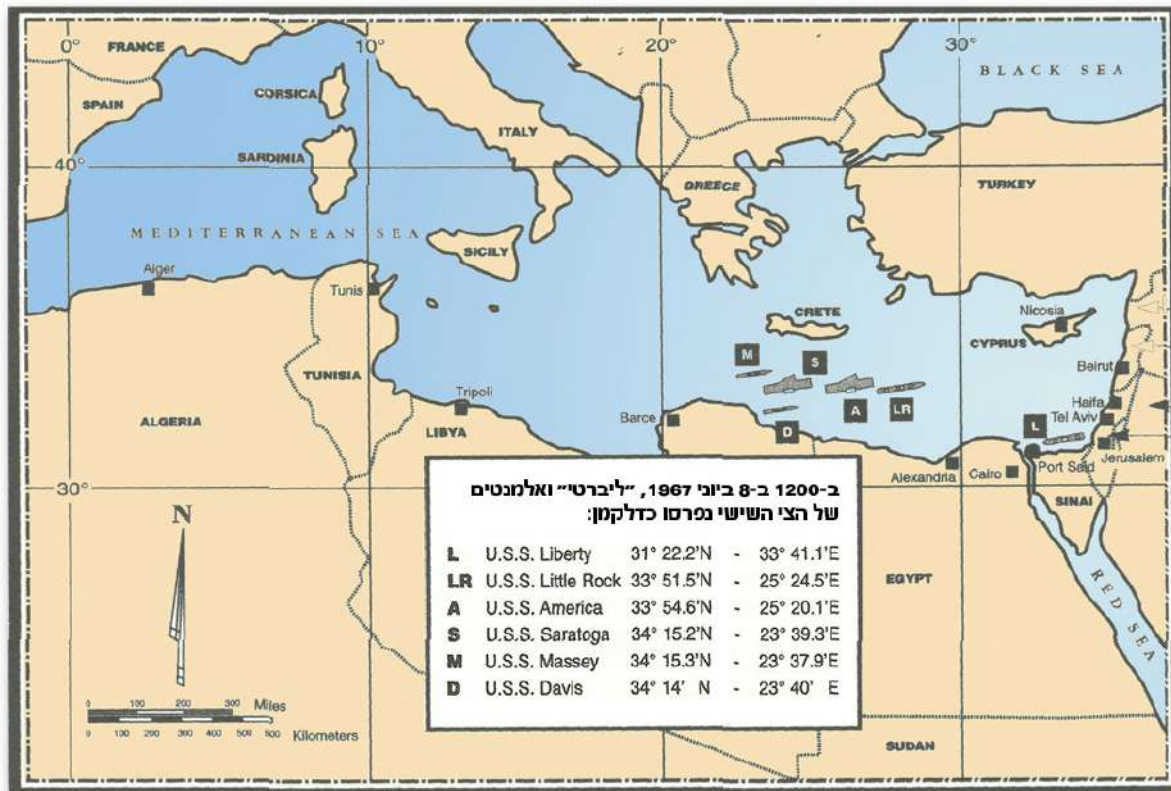 0°
10°
20°
30°
FRANCE
BLACK SEA
SPAIN
CORSICA
ITALY
SARDINIA
40°
GREECE
TURKEY
MEDITERRANEAN SEA
SICILY
Alger
Tunis
CRETE
Nicosia
CYPRUS
M
S
Beirut
TUNISIA
Tripoli
Haifa
A
LR
Tel Aviv
ALGERIA
LIBYA
Barce
D
L
Jerusalem
Alexandria
Cairo
Port Said
30°
SINAI
N
ב-1200 ב-8 ביוני 1967, "ליברטי" ואלמנטים
של הצי השישי נפרסו כדלקמן:
L U.S.S. Liberty 31° 22.2'N - 33° 41.1'E
LR U.S.S. Little Rock 33° 51.5'N - 25° 24.5'E
A U.S.S. America 33° 54.6'N - 25° 20.1'E
S U.S.S. Saratoga 34° 15.2'N - 23° 39.3'E
M U.S.S. Massey 34° 15.3'N - 23° 37.9'E
D U.S.S. Davis 34° 14' N - 23° 40' E
EGYPT
RED SEA
0 100 200 300 Miles
0 100 200 300 400 500 Kilometers
SUDAN